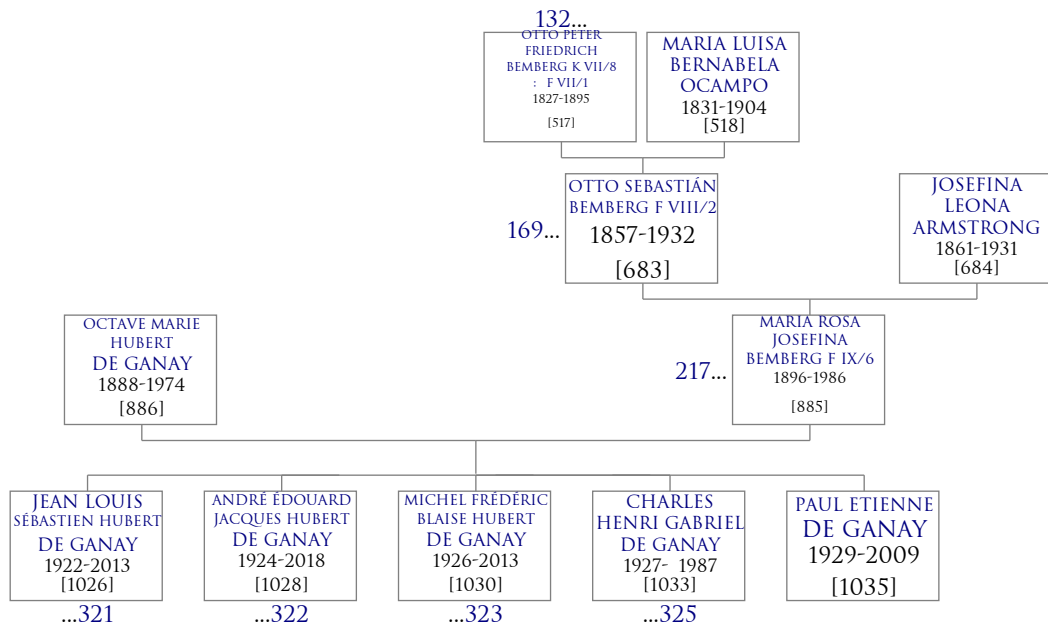 132...
OTTO PETER
FRIEDRICH
BEMBERG K VII/8
: F VII/1
1827-1895
[517]
MARIA LUISA
BERNABELA
OCAMPO
1831-1904
[518]
169...
OTTO SEBASTIÁN
BEMBERG F VIII/2
1857-1932
[683]
JOSEFINA
LEONA
ARMSTRONG
1861-1931
[684]
OCTAVE MARIE
HUBERT
DE GANAY
1888-1974
[886]
217...
MARIA ROSA
JOSEFINA
BEMBERG F IX/6
1896-1986
[885]
JEAN LOUIS
SÉBASTIEN HUBERT
DE GANAY
1922-2013
[1026]
...321
ANDRÉ ÉDOUARD
JACQUES HUBERT
DE GANAY
1924-2018
[1028]
...322
MICHEL FRÉDÉRIC
BLAISE HUBERT
DE GANAY
1926-2013
[1030]
...323
CHARLES
HENRI GABRIEL
DE GANAY
1927- 1987
[1033]
...325
PAUL ETIENNE
DE GANAY
1929-2009
[1035]